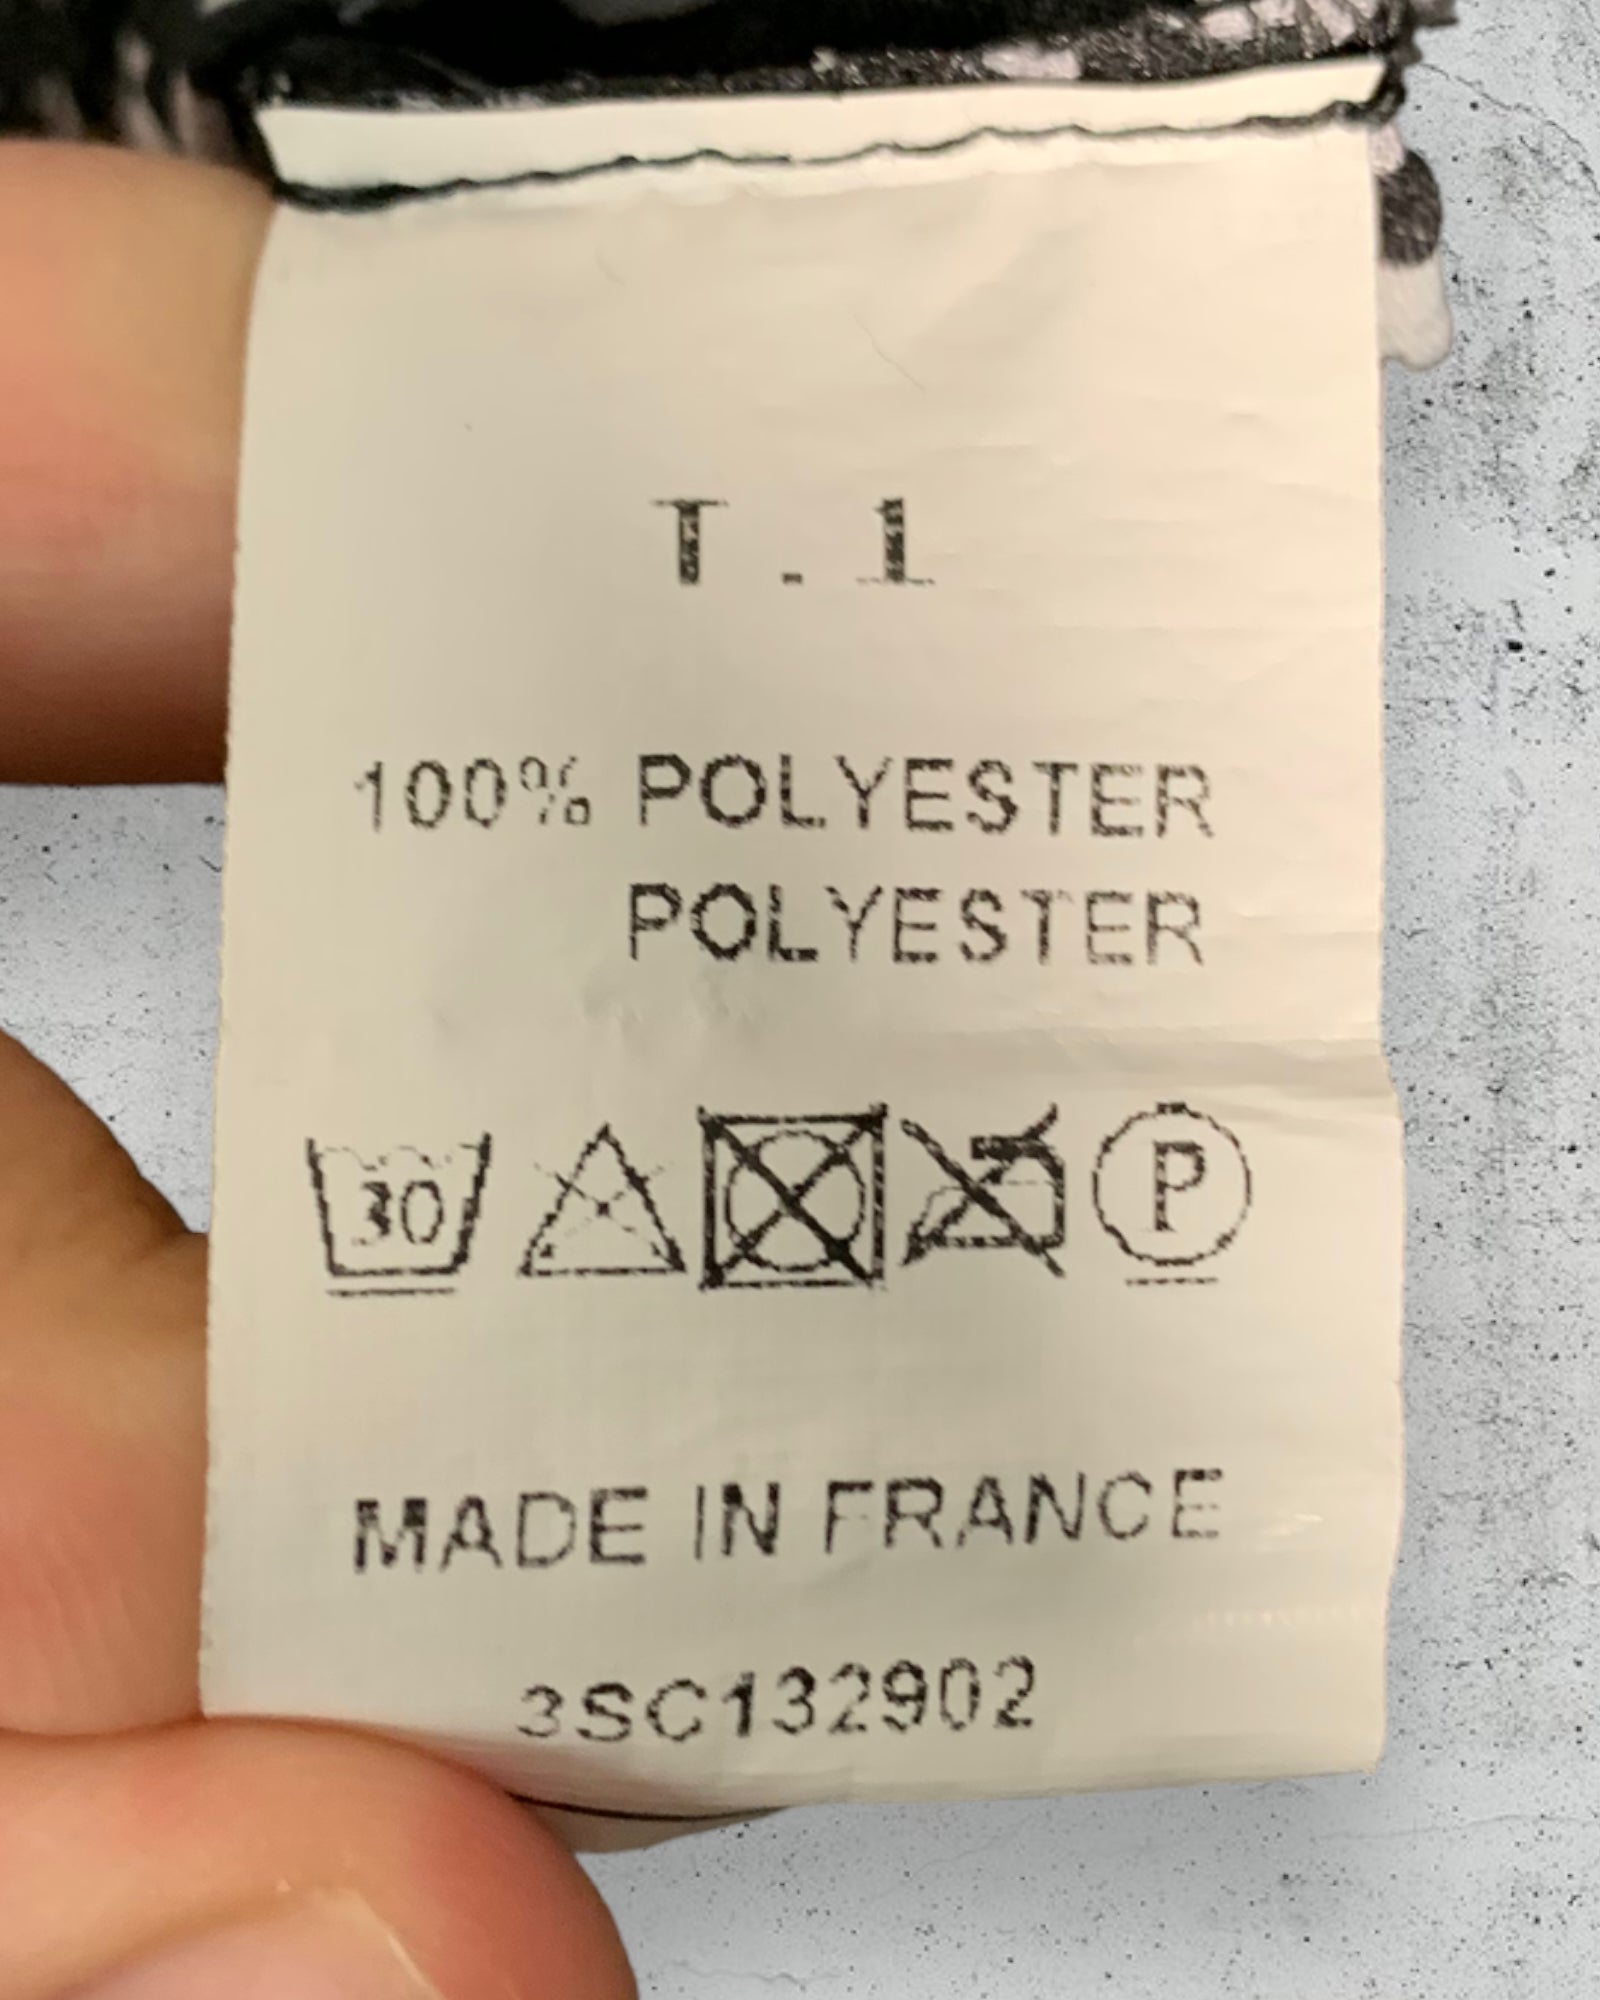 T.1
100% POLYESTER
POLYESTER
30 P
MADE IN FRANCE
3SC132902